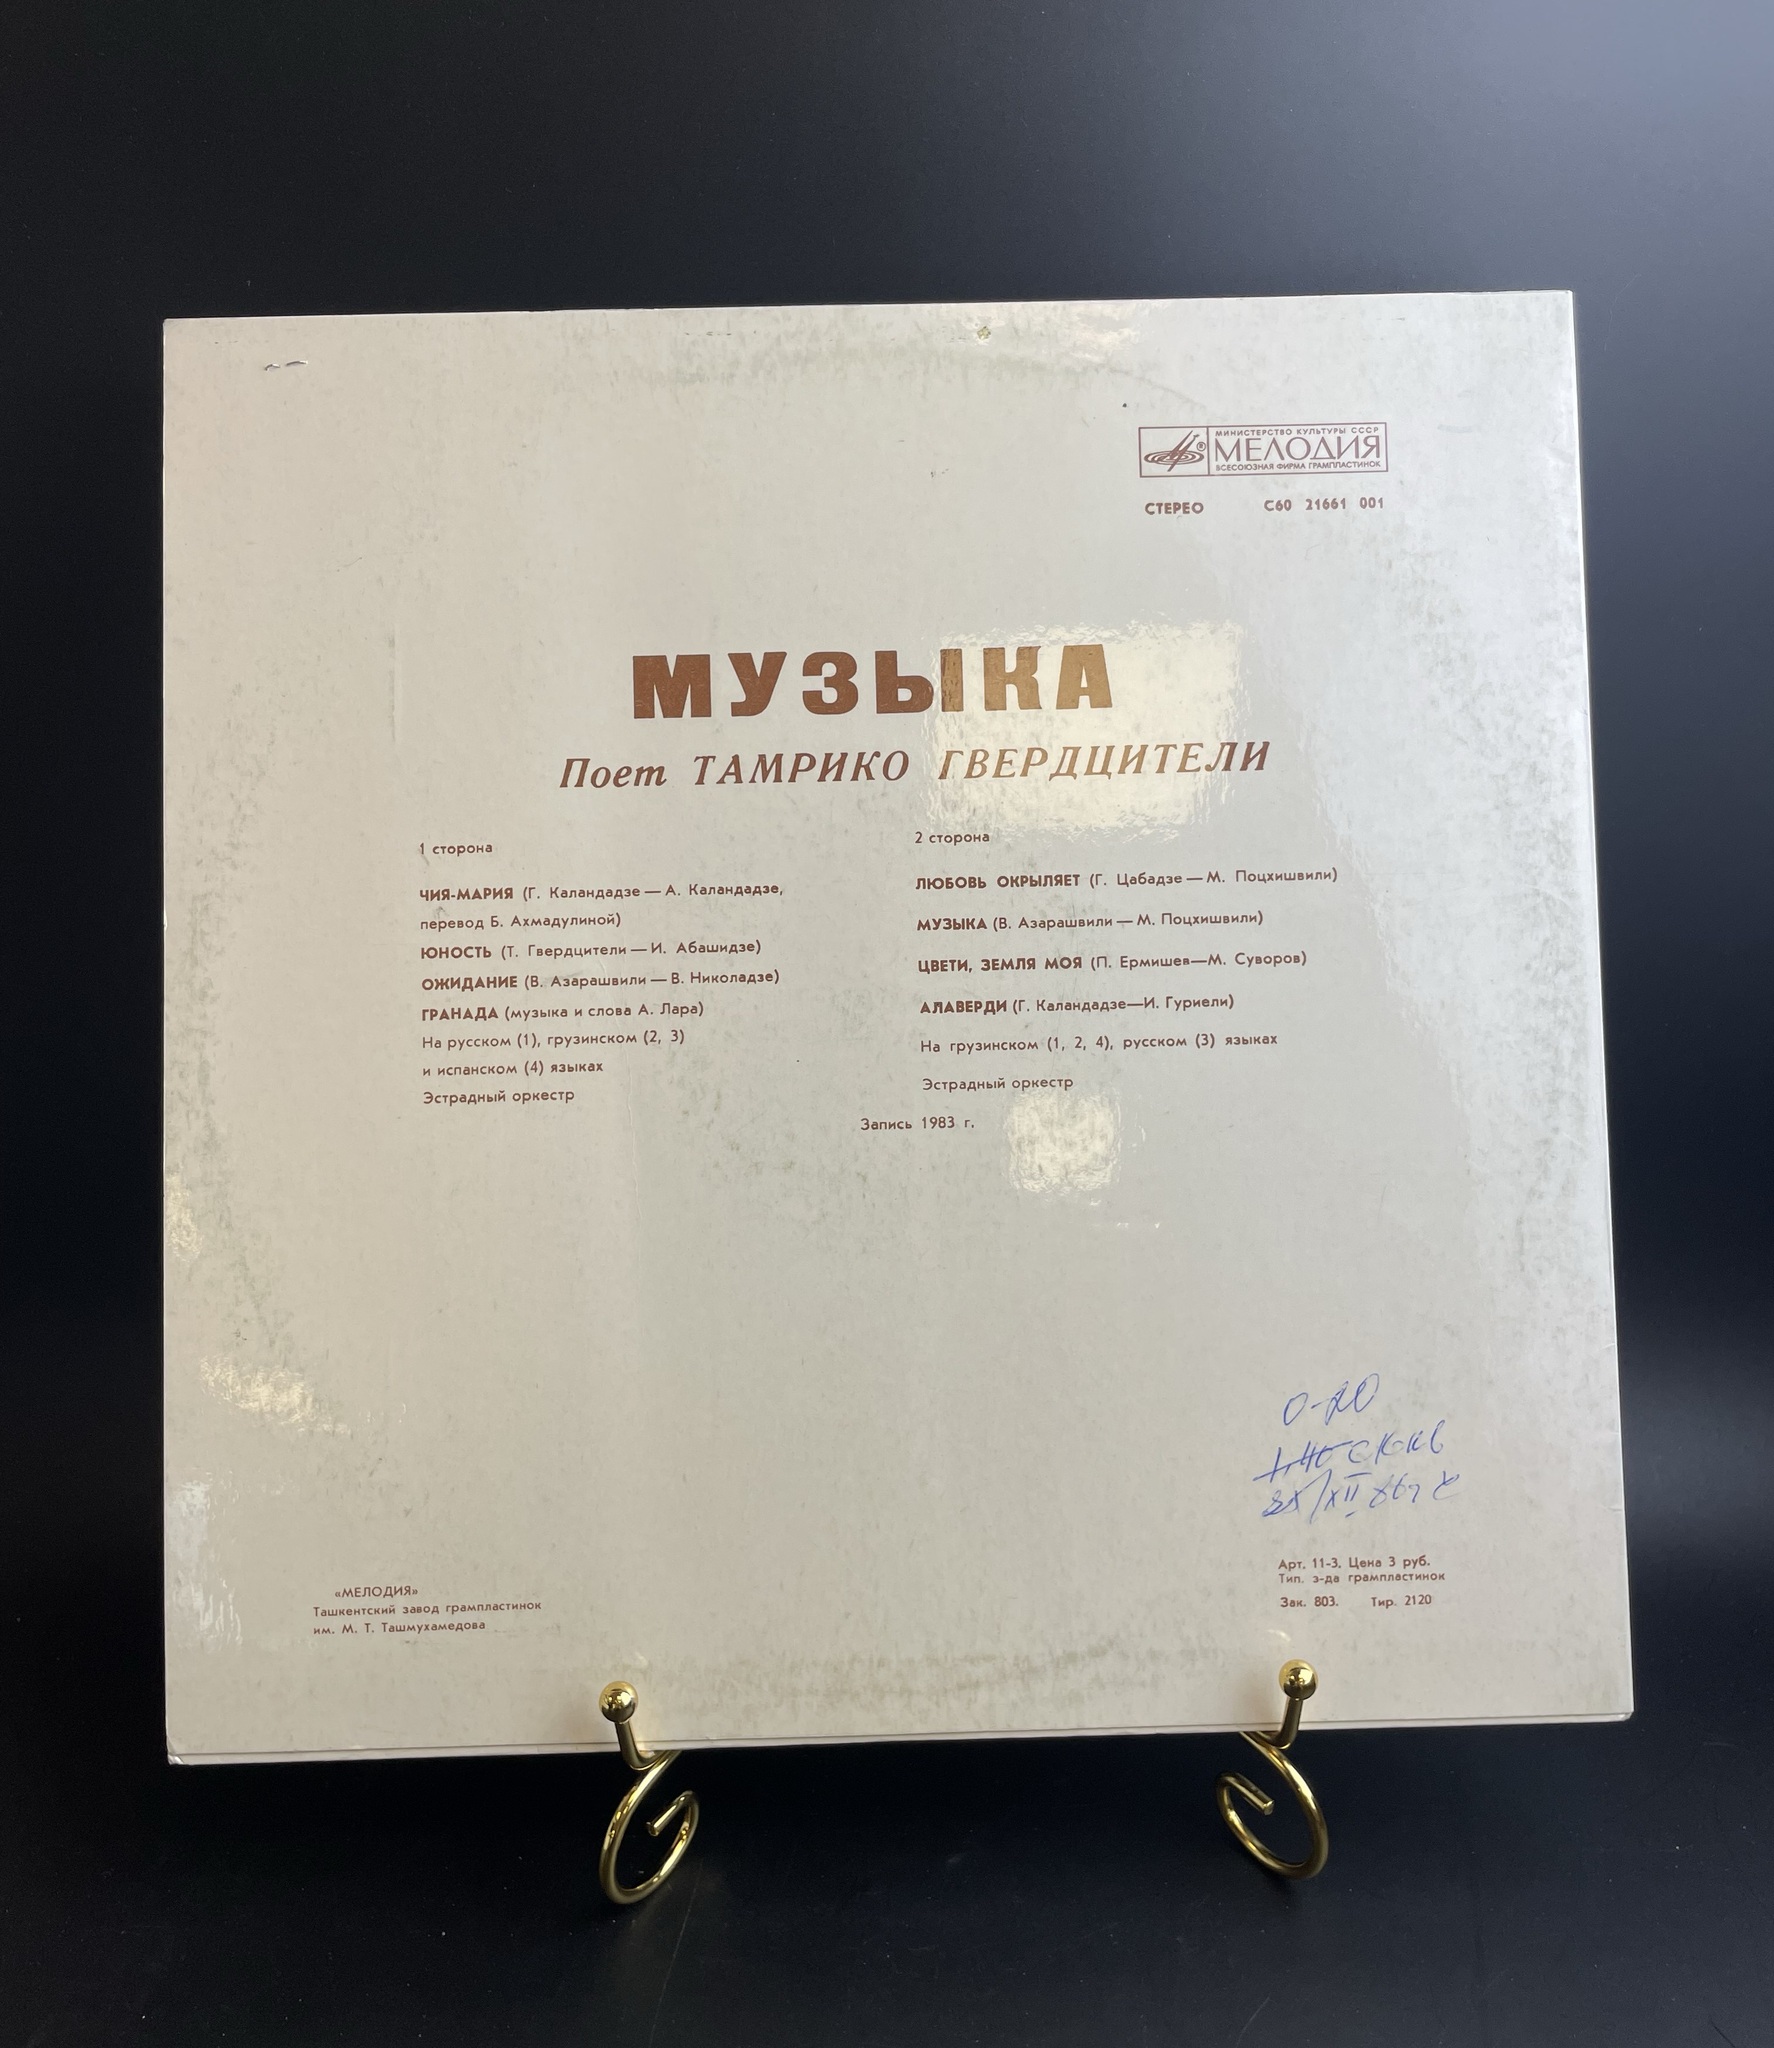 МИНИСТЕРСТВО КУЛЬТУРЫ СССР
МЕЛОДИЯ
ВСЕСОЮЗНАЯ ФИРМА ГРАМПЛАСТИНОК
СТЕРЕО С60 21661 001
МУЗЫКА
Поет ТАМРИКО ГВЕРДЦИТЕЛИ
1 сторона
ЧИЯ-МАРИЯ (Г. Каландадзе — А. Каландадзе,
перевод Б. Ахмадулиной)
ЮНОСТЬ (Т. Гвердцители — И. Абашидзе)
ОЖИДАНИЕ (В. Азарашвили — В. Николадзе)
ГРАНАДА (музыка и слова А. Лара)
На русском (1), грузинском (2, 3)
и испанском (4) языках
Эстрадный оркестр
2 сторона
ЛЮБОВЬ ОКРЫЛЯЕТ (Г. Цабадзе — М. Поцхишвили)
МУЗЫКА (В. Азарашвили — М. Поцхишвили)
ЦВЕТИ, ЗЕМЛЯ МОЯ (П. Ермишев—М. Суворов)
АЛАВЕРДИ (Г. Каландадзе—И. Гуриели)
На грузинском (1, 2, 4), русском (3) языках
Эстрадный оркестр
Запись 1983 г.
«МЕЛОДИЯ»
Ташкентский завод грампластинок
им. М. Т. Ташмухамедова
Арт. 11-3. Цена 3 руб.
Тип. з-да грампластинок
Зак. 803. Тир. 2120